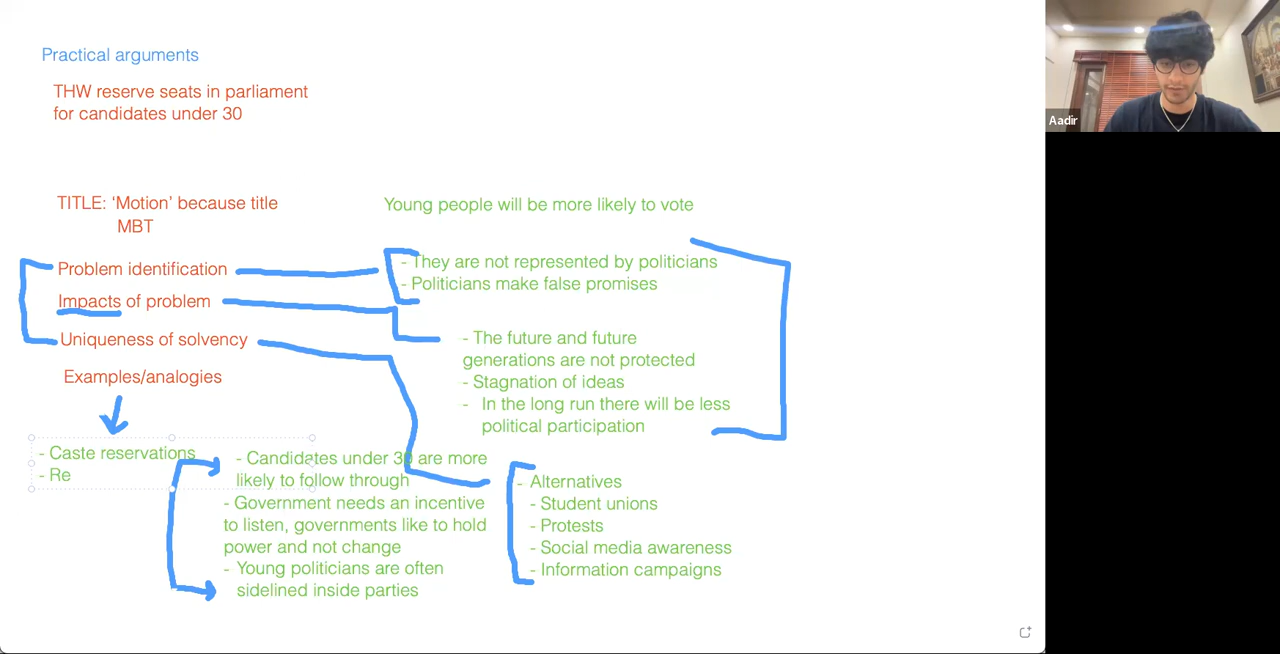 Practical arguments
THW reserve seats in parliament
for candidates under 30
TITLE: ‘Motion’ because title
MBT
Problem identification
Impacts of problem
Uniqueness of solvency
Examples/analogies
- Caste reservations
- Re
- Candidates under 30 are more
likely to follow through
- Government needs an incentive
to listen, governments like to hold
power and not change
- Young politicians are often
sidelined inside parties
Young people will be more likely to vote
- They are not represented by politicians
- Politicians make false promises
- The future and future
generations are not protected
- Stagnation of ideas
- In the long run there will be less
political participation
- Alternatives
- Student unions
- Protests
- Social media awareness
- Information campaigns
Aadir